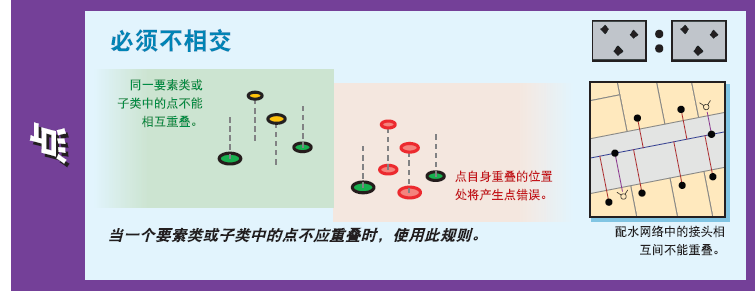 点
必须不相交
同一要素类或
子类中的点不能
相互重叠。
点自身重叠的位置
处将产生点错误。
当一个要素类或子类中的点不应重叠时，使用此规则。
配水网络中的接头相
互间不能重叠。